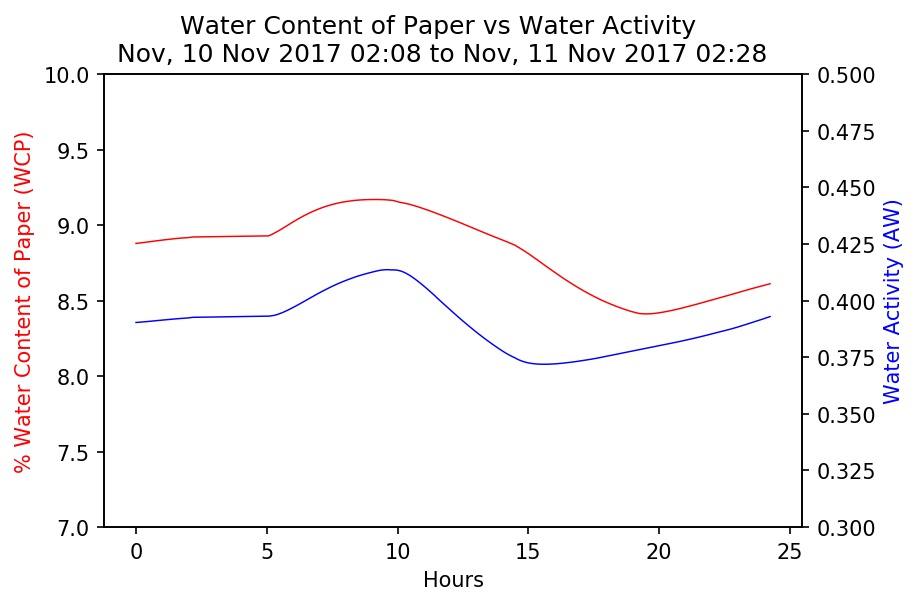 Water Content of Paper vs Water Activity
Nov, 10 Nov 2017 02:08 to Nov, 11 Nov 2017 02:28
% Water Content of Paper (WCP)
10.0
9.5
9.0
8.5
8.0
7.5
7.0
0.500
0.475
0.450
0.425
0.400
0.375
0.350
0.325
0.300
Water Activity (AW)
0 5 10 15 20 25
Hours